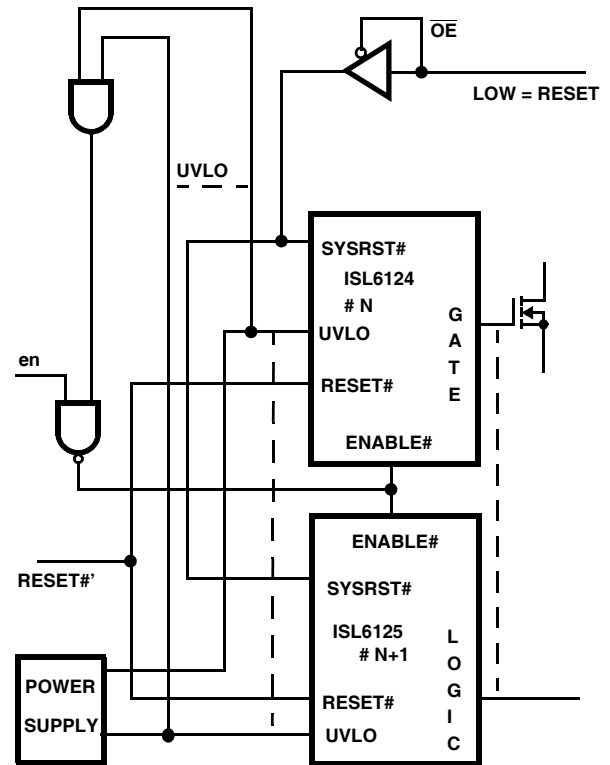 OE
LOW = RESET
UVLO
SYSRST#
ISL6124
# N
UVLO
RESET#
ENABLE#
G
A
T
E
en
RESET#'
POWER
SUPPLY
ENABLE#
SYSRST#
ISL6125
# N+1
RESET#
UVLO
L
O
G
I
C